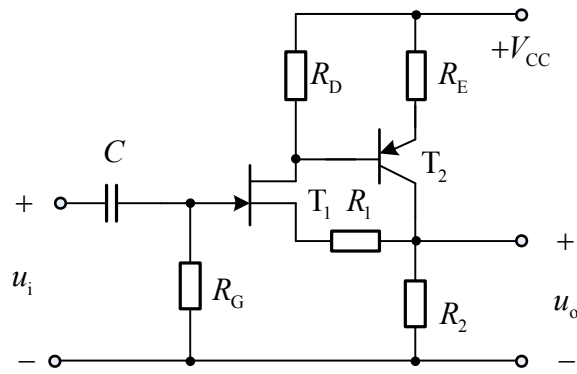 +V_CC
R_D
R_E
C
T_2
+
T_1
R_1
+
u_i
R_G
R_2
u_o
−
−